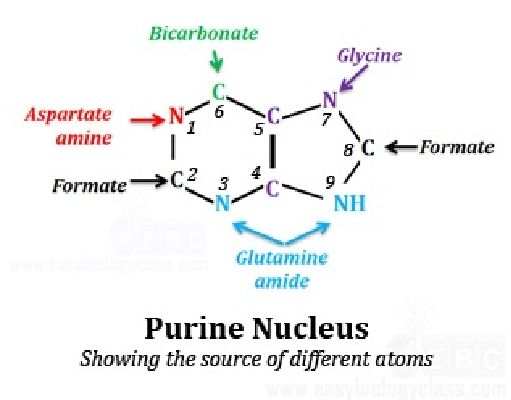 Bicarbonate
Glycine
C
6
Aspartate
amine
N
1
C
5
N
7
Formate
C
2
3
N
4
C
8
C
Formate
9
NH
Glutamine
amide
EBC
www.easybiologyclass.com
Purine Nucleus
Showing the source of different atoms
EBC
www.easybiologyclass.com